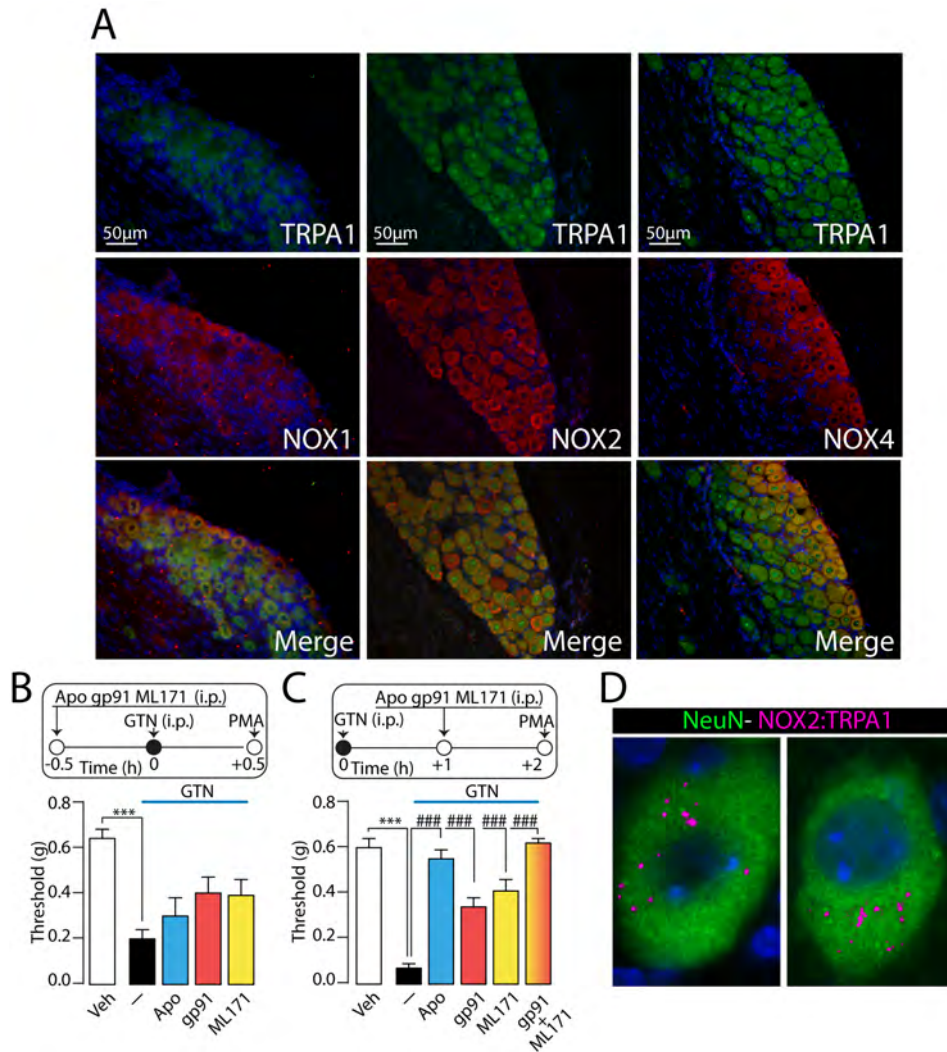 A
TRPA1
50µm
TRPA1
50µm
TRPA1
50µm
NOX1
NOX2
NOX4
Merge
Merge
Merge
B
Apo gp91 ML171 (i.p.)
GTN (i.p.)
PMA
-0.5 Time (h) 0 +0.5
GTN
***
Threshold (g)
0.8
0.6
0.4
0.2
0.0
Veh
–
Apo
gp91
ML171
C
Apo gp91 ML171 (i.p.)
GTN (i.p.)
PMA
0 Time (h) +1 +2
GTN
*** ### ### ### ###
Threshold (g)
0.8
0.6
0.4
0.2
0.0
Veh
–
Apo
gp91
ML171
gp91
+
ML171
D
NeuN- NOX2:TRPA1